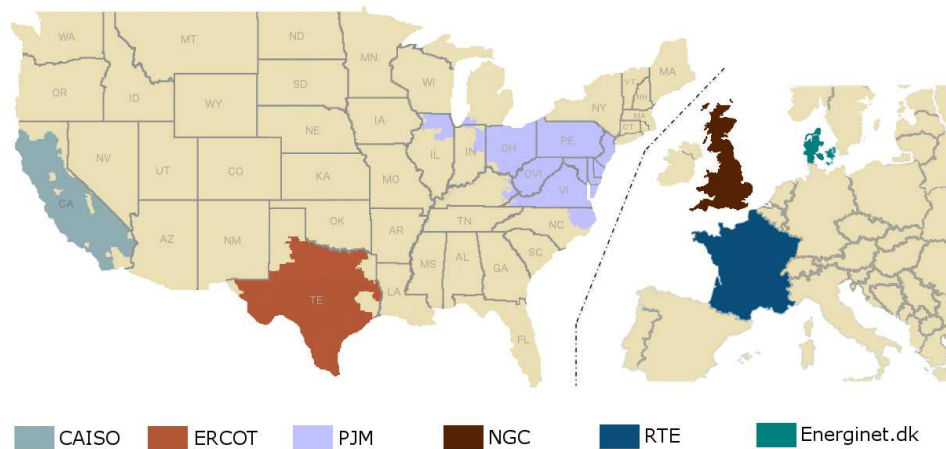 WA
MT
ND
MN
MA
OR
ID
SD
WI
VT
NH
NY
MA
CT
WY
IA
NE
NV
UT
CO
IL
IN
OH
PE
OVI
VI
KA
MO
CA
AZ
NM
OK
AR
TN
NC
SC
MS
AL
GA
TE
LA
FL
CAISO
ERCOT
PJM
NGC
RTE
Energinet.dk